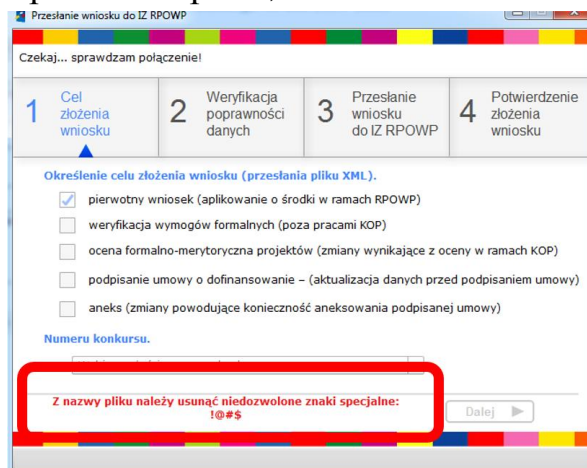 Przesłanie wniosku do IZ RPOWP
Czekaj... sprawdzam połączenie!
1 Cel złożenia wniosku
2 Weryfikacja poprawności danych
3 Przesłanie wniosku do IZ RPOWP
4 Potwierdzenie złożenia wniosku
Określenie celu złożenia wniosku (przesłania pliku XML).
pierwotny wniosek (aplikowanie o środki w ramach RPOWP)
weryfikacja wymogów formalnych (poza pracami KOP)
ocena formalno-merytoryczna projektów (zmiany wynikające z oceny w ramach KOP)
podpisanie umowy o dofinansowanie – (aktualizacja danych przed podpisaniem umowy)
aneks (zmiany powodujące konieczność aneksowania podpisanej umowy)
Numeru konkursu.
Z nazwy pliku należy usunąć niedozwolone znaki specjalne:
!@#$
Dalej